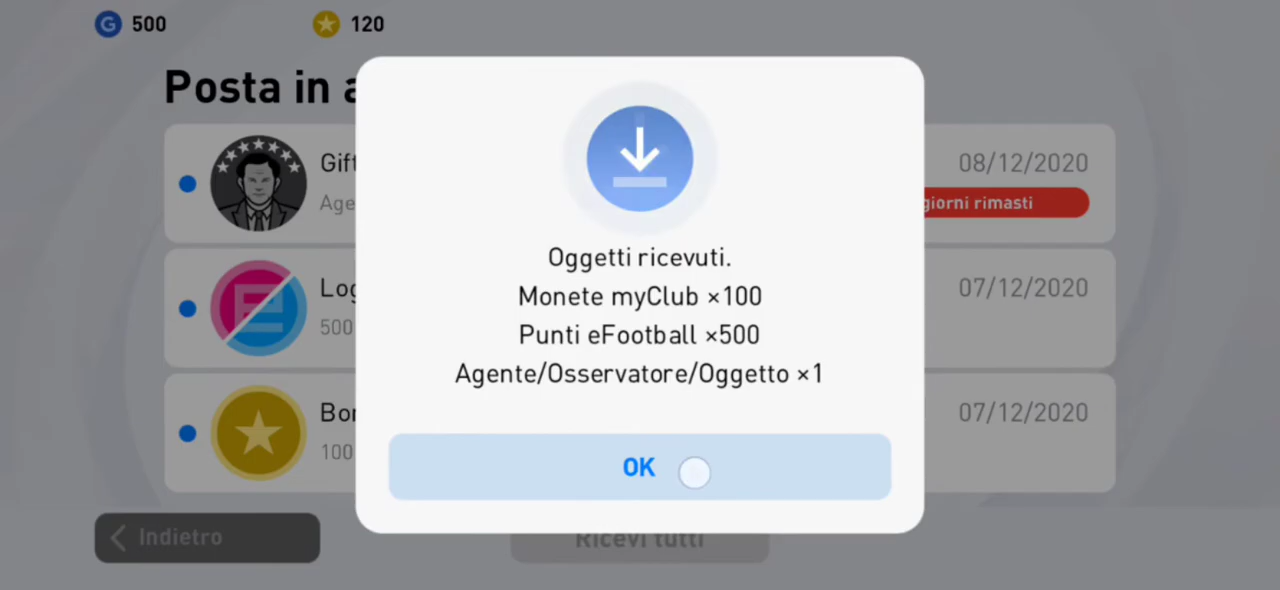 500
120
Posta in
Gift
08/12/2020
Age
giorni rimasti
Log
07/12/2020
500
Bon
07/12/2020
100
Oggetti ricevuti.
Monete myClub ×100
Punti eFootball ×500
Agente/Osservatore/Oggetto ×1
OK
Indietro
Ricevi tutti